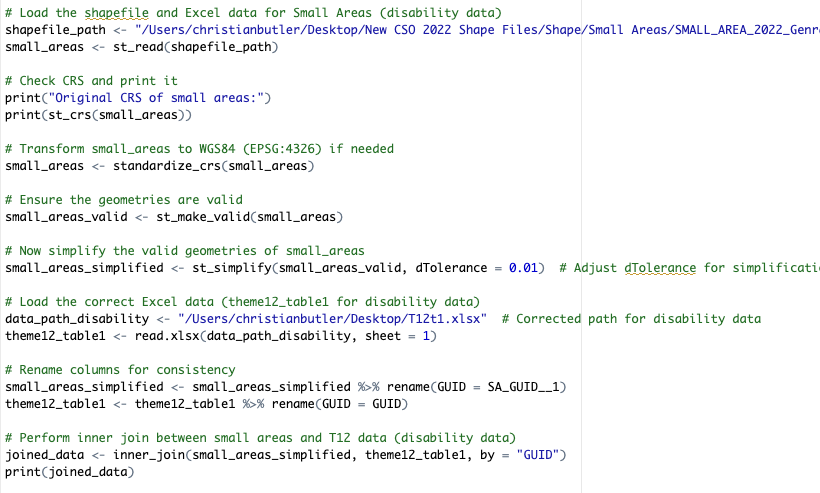 # Load the shapefile and Excel data for Small Areas (disability data)
shapefile_path <- "/Users/christianbutler/Desktop/New CSO 2022 Shape Files/Shape/Small Areas/SMALL_AREA_2022_Genr
small_areas <- st_read(shapefile_path)
# Check CRS and print it
print("Original CRS of small areas:")
print(st_crs(small_areas))
# Transform small_areas to WGS84 (EPSG:4326) if needed
small_areas <- standardize_crs(small_areas)
# Ensure the geometries are valid
small_areas_valid <- st_make_valid(small_areas)
# Now simplify the valid geometries of small_areas
small_areas_simplified <- st_simplify(small_areas_valid, dTolerance = 0.01)  # Adjust dTolerance for simplificati
# Load the correct Excel data (theme12_table1 for disability data)
data_path_disability <- "/Users/christianbutler/Desktop/T12t1.xlsx"  # Corrected path for disability data
theme12_table1 <- read.xlsx(data_path_disability, sheet = 1)
# Rename columns for consistency
small_areas_simplified <- small_areas_simplified %>% rename(GUID = SA_GUID__1)
theme12_table1 <- theme12_table1 %>% rename(GUID = GUID)
# Perform inner join between small areas and T12 data (disability data)
joined_data <- inner_join(small_areas_simplified, theme12_table1, by = "GUID")
print(joined_data)